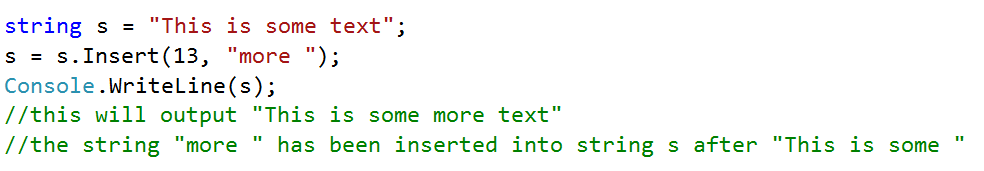 string s = "This is some text";
s = s.Insert(13, "more ");
Console.WriteLine(s);
//this will output "This is some more text"
//the string "more " has been inserted into string s after "This is some "